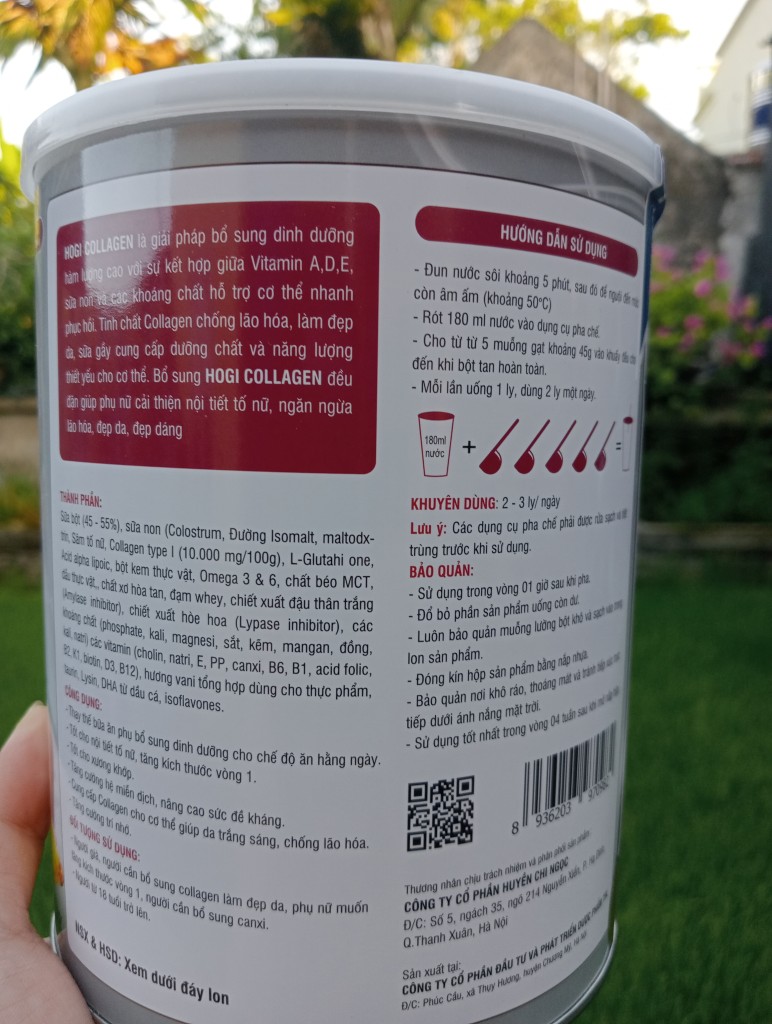 HOGI COLLAGEN là giải pháp bổ sung dinh dưỡng
hàm lượng cao với sự kết hợp giữa Vitamin A,D,E,
sữa non và các khoáng chất hỗ trợ cơ thể nhanh
phục hồi. Tinh chất Collagen chống lão hóa, làm đẹp
da, sữa gầy cung cấp dưỡng chất và năng lượng
thiết yếu cho cơ thể. Bổ sung HOGI COLLAGEN đều
đặn giúp phụ nữ cải thiện nội tiết tố nữ, ngăn ngừa
lão hóa, đẹp da, đẹp dáng
THÀNH PHẦN:
Sữa bột (45 - 55%), sữa non (Colostrum, Đường Isomalt, maltodx-
trin, Sâm tố nữ, Collagen type I (10.000 mg/100g), L-Glutahi one,
Acid alpha lipoic, bột kem thực vật, Omega 3 & 6, chất béo MCT,
dầu thực vật, chất xơ hòa tan, đạm whey, chiết xuất đậu thân trắng
(Amylase inhibitor), chiết xuất hòe hoa (Lypase inhibitor), các
khoáng chất (phosphate, kali, magnesi, sắt, kẽm, mangan, đồng,
kali, natri) các vitamin (cholin, natri, E, PP, canxi, B6, B1, acid folic,
B2, K1, biotin, D3, B12), hương vani tổng hợp dùng cho thực phẩm,
taurin, Lysin, DHA từ dầu cá, isoflavones.
CÔNG DỤNG:
- Thay thế bữa ăn phụ bổ sung dinh dưỡng cho chế độ ăn hằng ngày.
- Tốt cho nội tiết tố nữ, tăng kích thước vòng 1.
- Tốt cho xương khớp.
- Tăng cường hệ miễn dịch, nâng cao sức đề kháng.
- Cung cấp Collagen cho cơ thể giúp da trắng sáng, chống lão hóa.
- Tăng cường trí nhớ.
ĐỐI TƯỢNG SỬ DỤNG:
- Người già, người cần bổ sung collagen làm đẹp da, phụ nữ muốn
tăng kích thước vòng 1, người cần bổ sung canxi.
- Người từ 18 tuổi trở lên.
NSX & HSD: Xem dưới đáy lon
HƯỚNG DẪN SỬ DỤNG
- Đun nước sôi khoảng 5 phút, sau đó để nguội đến
còn âm ấm (khoảng 50°C)
- Rót 180 ml nước vào dụng cụ pha chế.
- Cho từ từ 5 muỗng gạt khoảng 45g vào khuấy đều cho
đến khi bột tan hoàn toàn.
- Mỗi lần uống 1 ly, dùng 2 ly một ngày.
180ml
nước
+
=
KHUYÊN DÙNG: 2 - 3 ly/ ngày
Lưu ý: Các dụng cụ pha chế phải được rửa sạch và
trùng trước khi sử dụng.
BẢO QUẢN:
- Sử dụng trong vòng 01 giờ sau khi pha.
- Đổ bỏ phần sản phẩm uống còn dư.
- Luôn bảo quản muỗng lường bột khô và sạch
lon sản phẩm.
- Đóng kín hộp sản phẩm bằng nắp nhựa.
- Bảo quản nơi khô ráo, thoáng mát và tránh
tiếp dưới ánh nắng mặt trời.
- Sử dụng tốt nhất trong vòng 04 tuần sau khi
8 936203
Thương nhân chịu trách nhiệm và phân phối sản phẩm:
CÔNG TY CỔ PHẦN HUYỀN CHI NGỌC
Đ/C: Số 5, ngách 35, ngõ 214 Nguyễn Xiển, P. Hạ Đình,
Q.Thanh Xuân, Hà Nội
Sản xuất tại:
CÔNG TY CỔ PHẦN ĐẦU TƯ VÀ PHÁT TRIỂN DƯỢC PHẨM
Đ/C: Phúc Cầu, xã Thụy Hương, huyện Chương Mỹ, Hà Nội